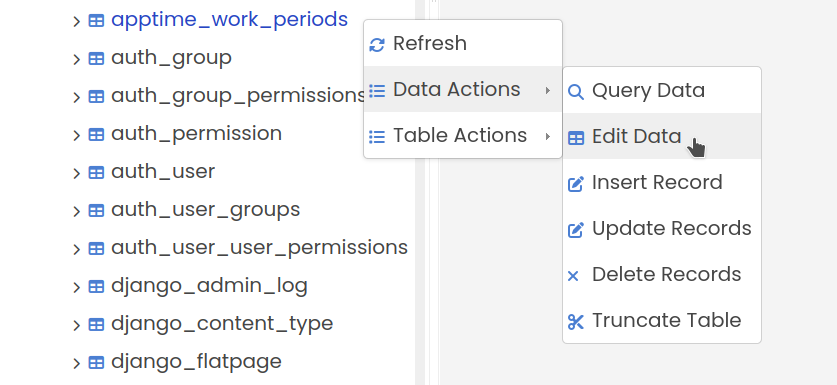 apptime_work_periods
auth_group
auth_group_permissions
auth_permission
auth_user
auth_user_groups
auth_user_user_permissions
django_admin_log
django_content_type
django_flatpage
Refresh
Data Actions
Table Actions
Query Data
Edit Data
Insert Record
Update Records
Delete Records
Truncate Table